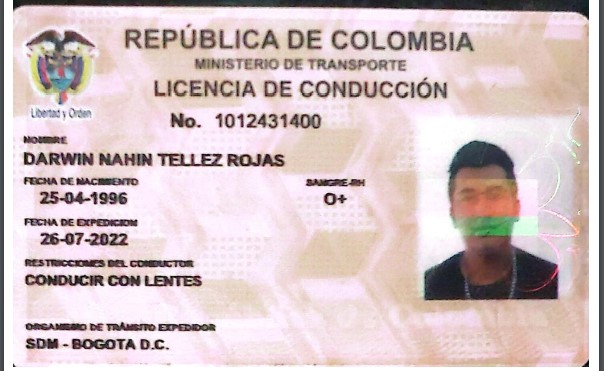 REPÚBLICA DE COLOMBIA
MINISTERIO DE TRANSPORTE
LICENCIA DE CONDUCCIÓN
Libertad y Orden
No. 1012431400
NOMBRE
DARWIN NAHIN TELLEZ ROJAS
FECHA DE NACIMIENTO SANGRE-RH
25-04-1996 O+
FECHA DE EXPEDICION
26-07-2022
RESTRICCIONES DEL CONDUCTOR
CONDUCIR CON LENTES
ORGANISMO DE TRÁNSITO EXPEDIDOR
SDM - BOGOTA D.C.